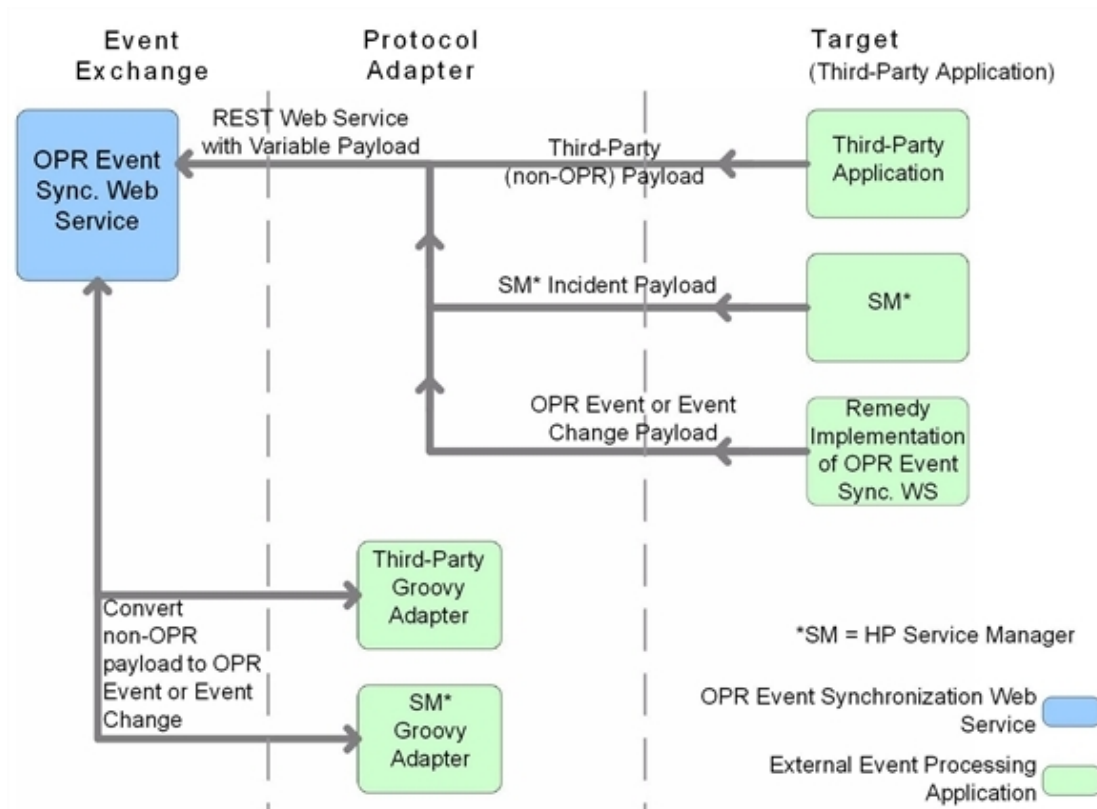 Event
Exchange
Protocol
Adapter
Target
(Third-Party Application)
REST Web Service
with Variable Payload
OPR Event
Sync. Web
Service
Third-Party
(non-OPR) Payload
Third-Party
Application
SM* Incident Payload
SM*
OPR Event or Event
Change Payload
Remedy
Implementation
of OPR Event
Sync. WS
Third-Party
Groovy
Adapter
Convert
non-OPR
payload to OPR
Event or Event
Change
SM*
Groovy
Adapter
*SM = HP Service Manager
OPR Event Synchronization Web
Service
External Event Processing
Application